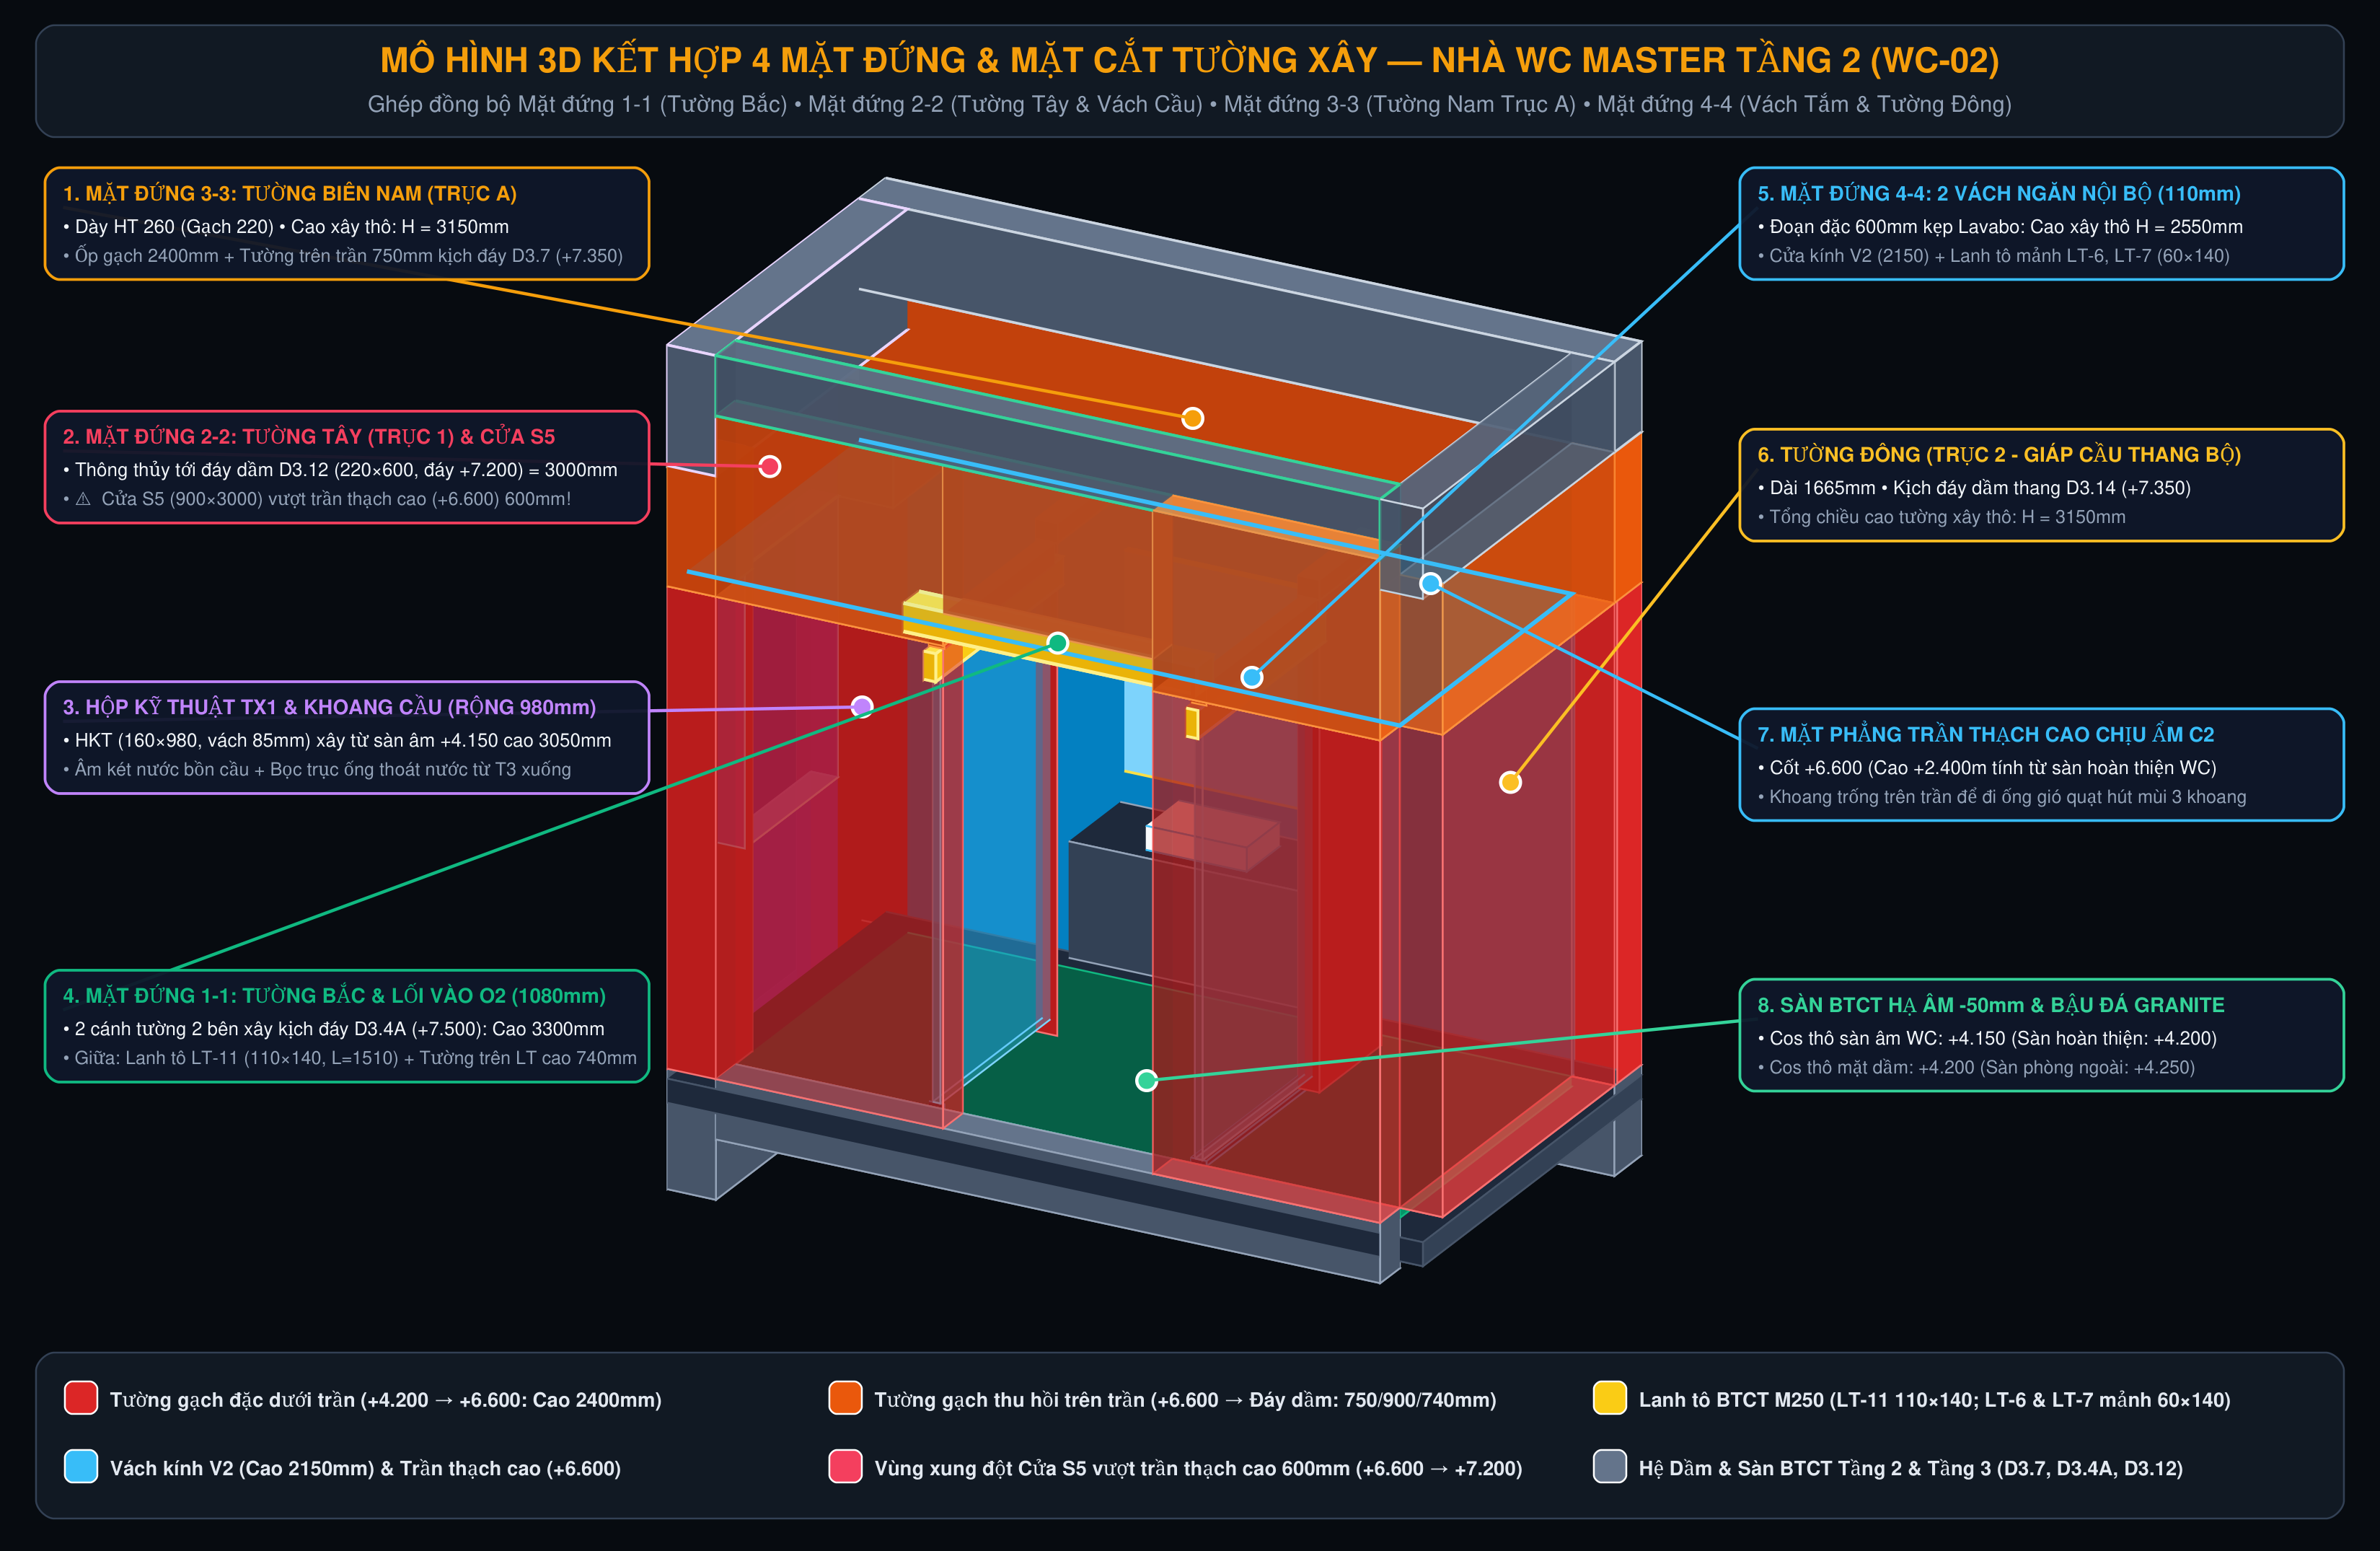 MÔ HÌNH 3D KẾT HỢP 4 MẶT ĐỨNG & MẶT CẮT TƯỜNG XÂY — NHÀ WC MASTER TẦNG 2 (WC-02)
Ghép đồng bộ Mặt đứng 1-1 (Tường Bắc) • Mặt đứng 2-2 (Tường Tây & Vách Cầu) • Mặt đứng 3-3 (Tường Nam Trục A) • Mặt đứng 4-4 (Vách Tắm & Tường Đông)
1. MẶT ĐỨNG 3-3: TƯỜNG BIÊN NAM (TRỤC A)
• Dày HT 260 (Gạch 220) • Cao xây thô: H = 3150mm
• Ốp gạch 2400mm + Tường trên trần 750mm kịch đáy D3.7 (+7.350)
2. MẶT ĐỨNG 2-2: TƯỜNG TÂY (TRỤC 1) & CỬA S5
• Thông thủy tới đáy dầm D3.12 (220×600, đáy +7.200) = 3000mm
• ⚠ Cửa S5 (900×3000) vượt trần thạch cao (+6.600) 600mm!
3. HỘP KỸ THUẬT TX1 & KHOANG CẦU (RỘNG 980mm)
• HKT (160×980, vách 85mm) xây từ sàn âm +4.150 cao 3050mm
• Âm két nước bồn cầu + Bọc trục ống thoát nước từ T3 xuống
4. MẶT ĐỨNG 1-1: TƯỜNG BẮC & LỐI VÀO O2 (1080mm)
• 2 cánh tường 2 bên xây kịch đáy D3.4A (+7.500): Cao 3300mm
• Giữa: Lanh tô LT-11 (110×140, L=1510) + Tường trên LT cao 740mm
5. MẶT ĐỨNG 4-4: 2 VÁCH NGĂN NỘI BỘ (110mm)
• Đoạn đặc 600mm kẹp Lavabo: Cao xây thô H = 2550mm
• Cửa kính V2 (2150) + Lanh tô mảnh LT-6, LT-7 (60×140)
6. TƯỜNG ĐÔNG (TRỤC 2 - GIÁP CẦU THANG BỘ)
• Dài 1665mm • Kịch đáy dầm thang D3.14 (+7.350)
• Tổng chiều cao tường xây thô: H = 3150mm
7. MẶT PHẲNG TRẦN THẠCH CAO CHỊU ẨM C2
• Cốt +6.600 (Cao +2.400m tính từ sàn hoàn thiện WC)
• Khoang trống trên trần để đi ống gió quạt hút mùi 3 khoang
8. SÀN BTCT HẠ ÂM -50mm & BẬU ĐÁ GRANITE
• Cos thô sàn âm WC: +4.150 (Sàn hoàn thiện: +4.200)
• Cos thô mặt dầm: +4.200 (Sàn phòng ngoài: +4.250)
Tường gạch đặc dưới trần (+4.200 → +6.600: Cao 2400mm)
Tường gạch thu hồi trên trần (+6.600 → Đáy dầm: 750/900/740mm)
Lanh tô BTCT M250 (LT-11 110×140; LT-6 & LT-7 mảnh 60×140)
Vách kính V2 (Cao 2150mm) & Trần thạch cao (+6.600)
Vùng xung đột Cửa S5 vượt trần thạch cao 600mm (+6.600 → +7.200)
Hệ Dầm & Sàn BTCT Tầng 2 & Tầng 3 (D3.7, D3.4A, D3.12)